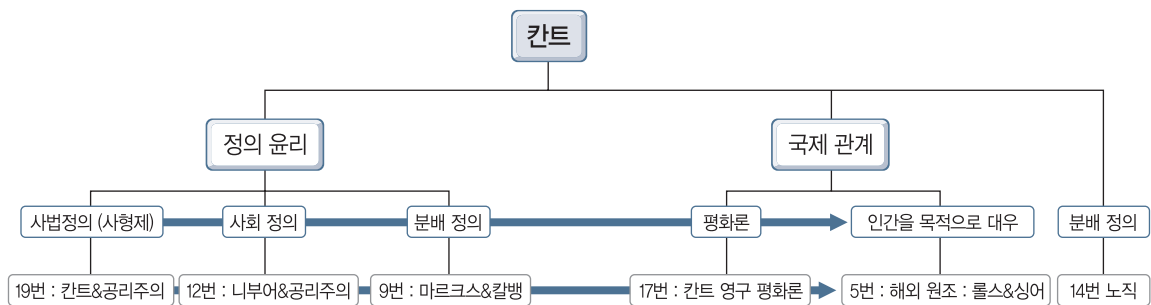 칸트
정의 윤리
국제 관계
사법정의 (사형제)
사회 정의
분배 정의
평화론
인간을 목적으로 대우
분배 정의
19번 : 칸트&공리주의
12번 : 니부어&공리주의
9번 : 마르크스&칼뱅
17번 : 칸트 영구 평화론
5번 : 해외 원조 : 롤스&싱어
14번 노직